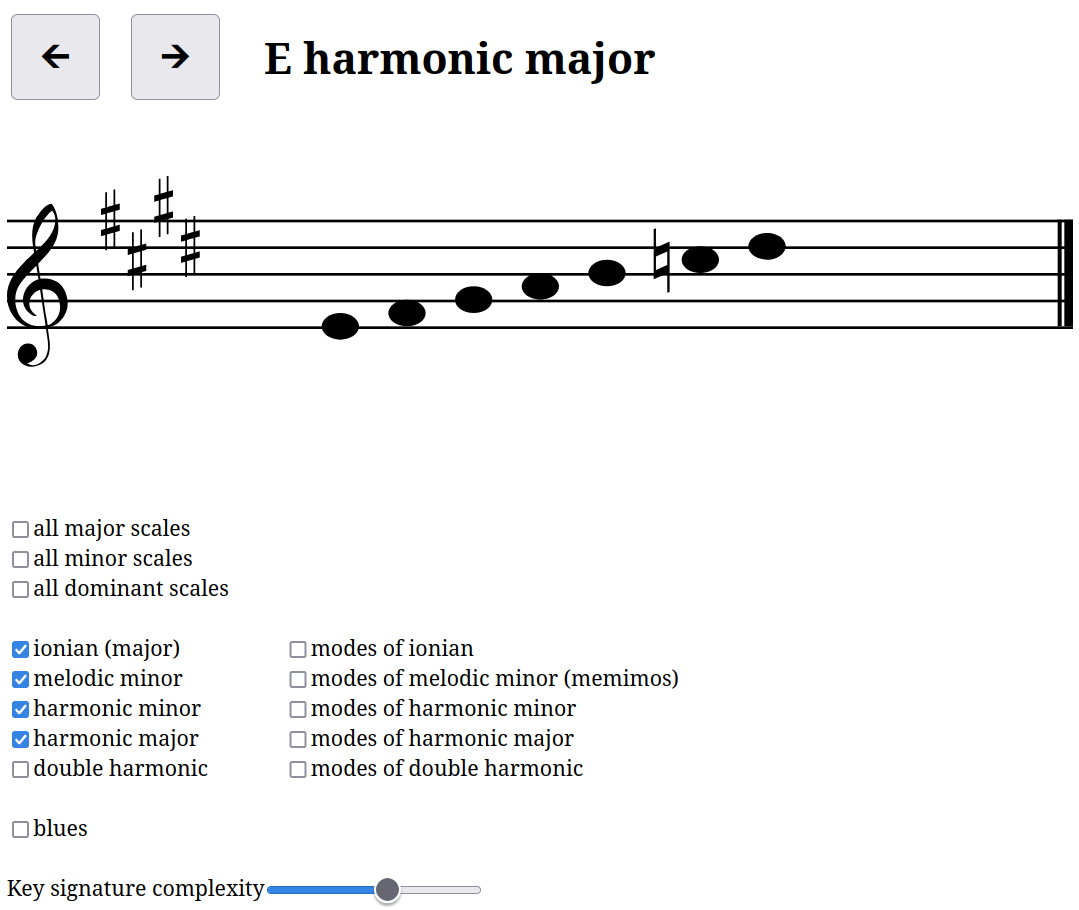 ← → E harmonic major
all major scales
all minor scales
all dominant scales
ionian (major) modes of ionian
melodic minor modes of melodic minor (memimos)
harmonic minor modes of harmonic minor
harmonic major modes of harmonic major
double harmonic modes of double harmonic
blues
Key signature complexity